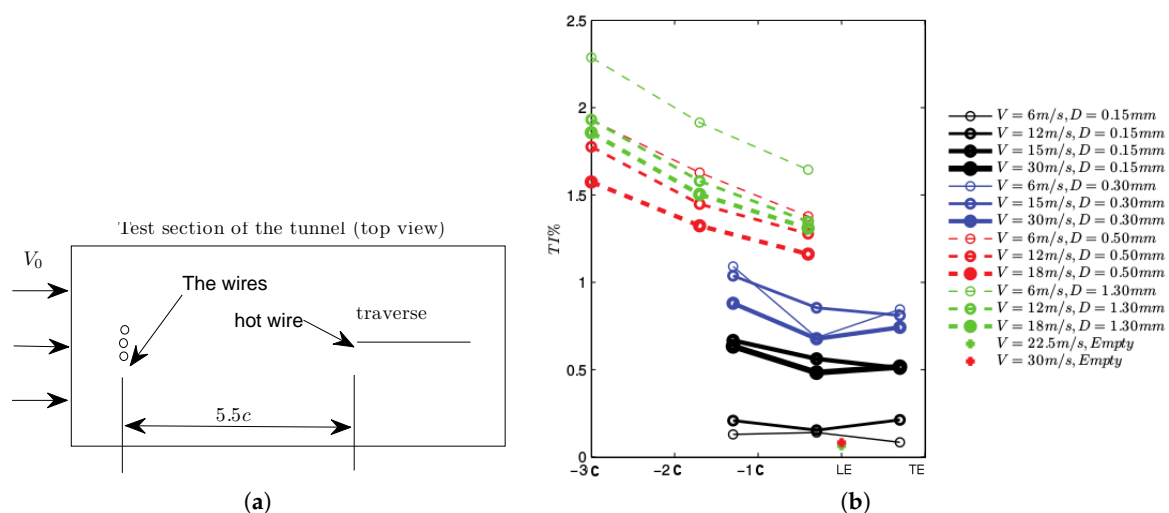 Test section of the tunnel (top view)
V0
The wires
hot wire
traverse
5.5c
(a)
2.5
2
1.5
1
0.5
0
TI%
-3C
-2C
-1C
LE
TE
V = 6m/s, D = 0.15mm
V = 12m/s, D = 0.15mm
V = 15m/s, D = 0.15mm
V = 30m/s, D = 0.15mm
V = 6m/s, D = 0.30mm
V = 15m/s, D = 0.30mm
V = 30m/s, D = 0.30mm
V = 6m/s, D = 0.50mm
V = 12m/s, D = 0.50mm
V = 18m/s, D = 0.50mm
V = 6m/s, D = 1.30mm
V = 12m/s, D = 1.30mm
V = 18m/s, D = 1.30mm
V = 22.5m/s, Empty
V = 30m/s, Empty
(b)